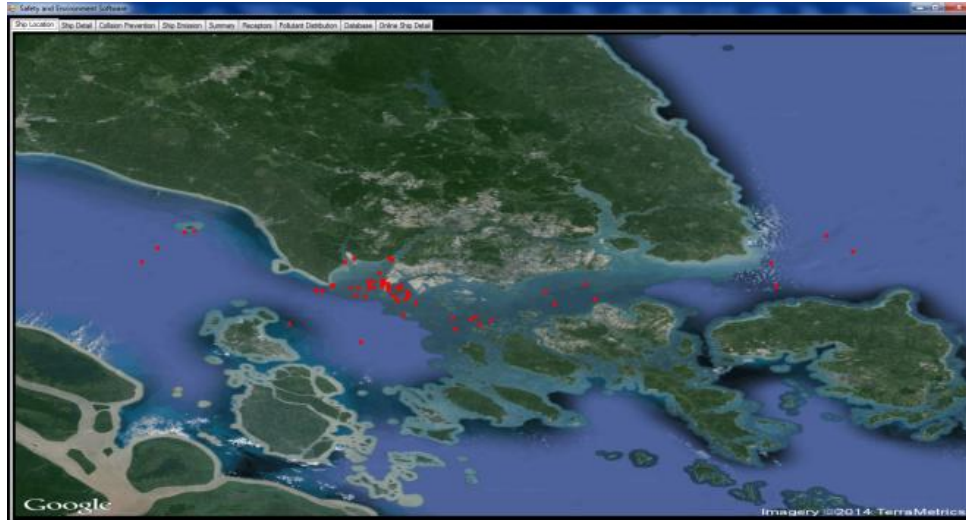 Safety and Environment Software
Ship Location Ship Detail Collision Prevention Ship Emission Summary Receptors Pollutant Distribution Database Online Ship Detail
Google
Imagery ©2014 TerraMetrics